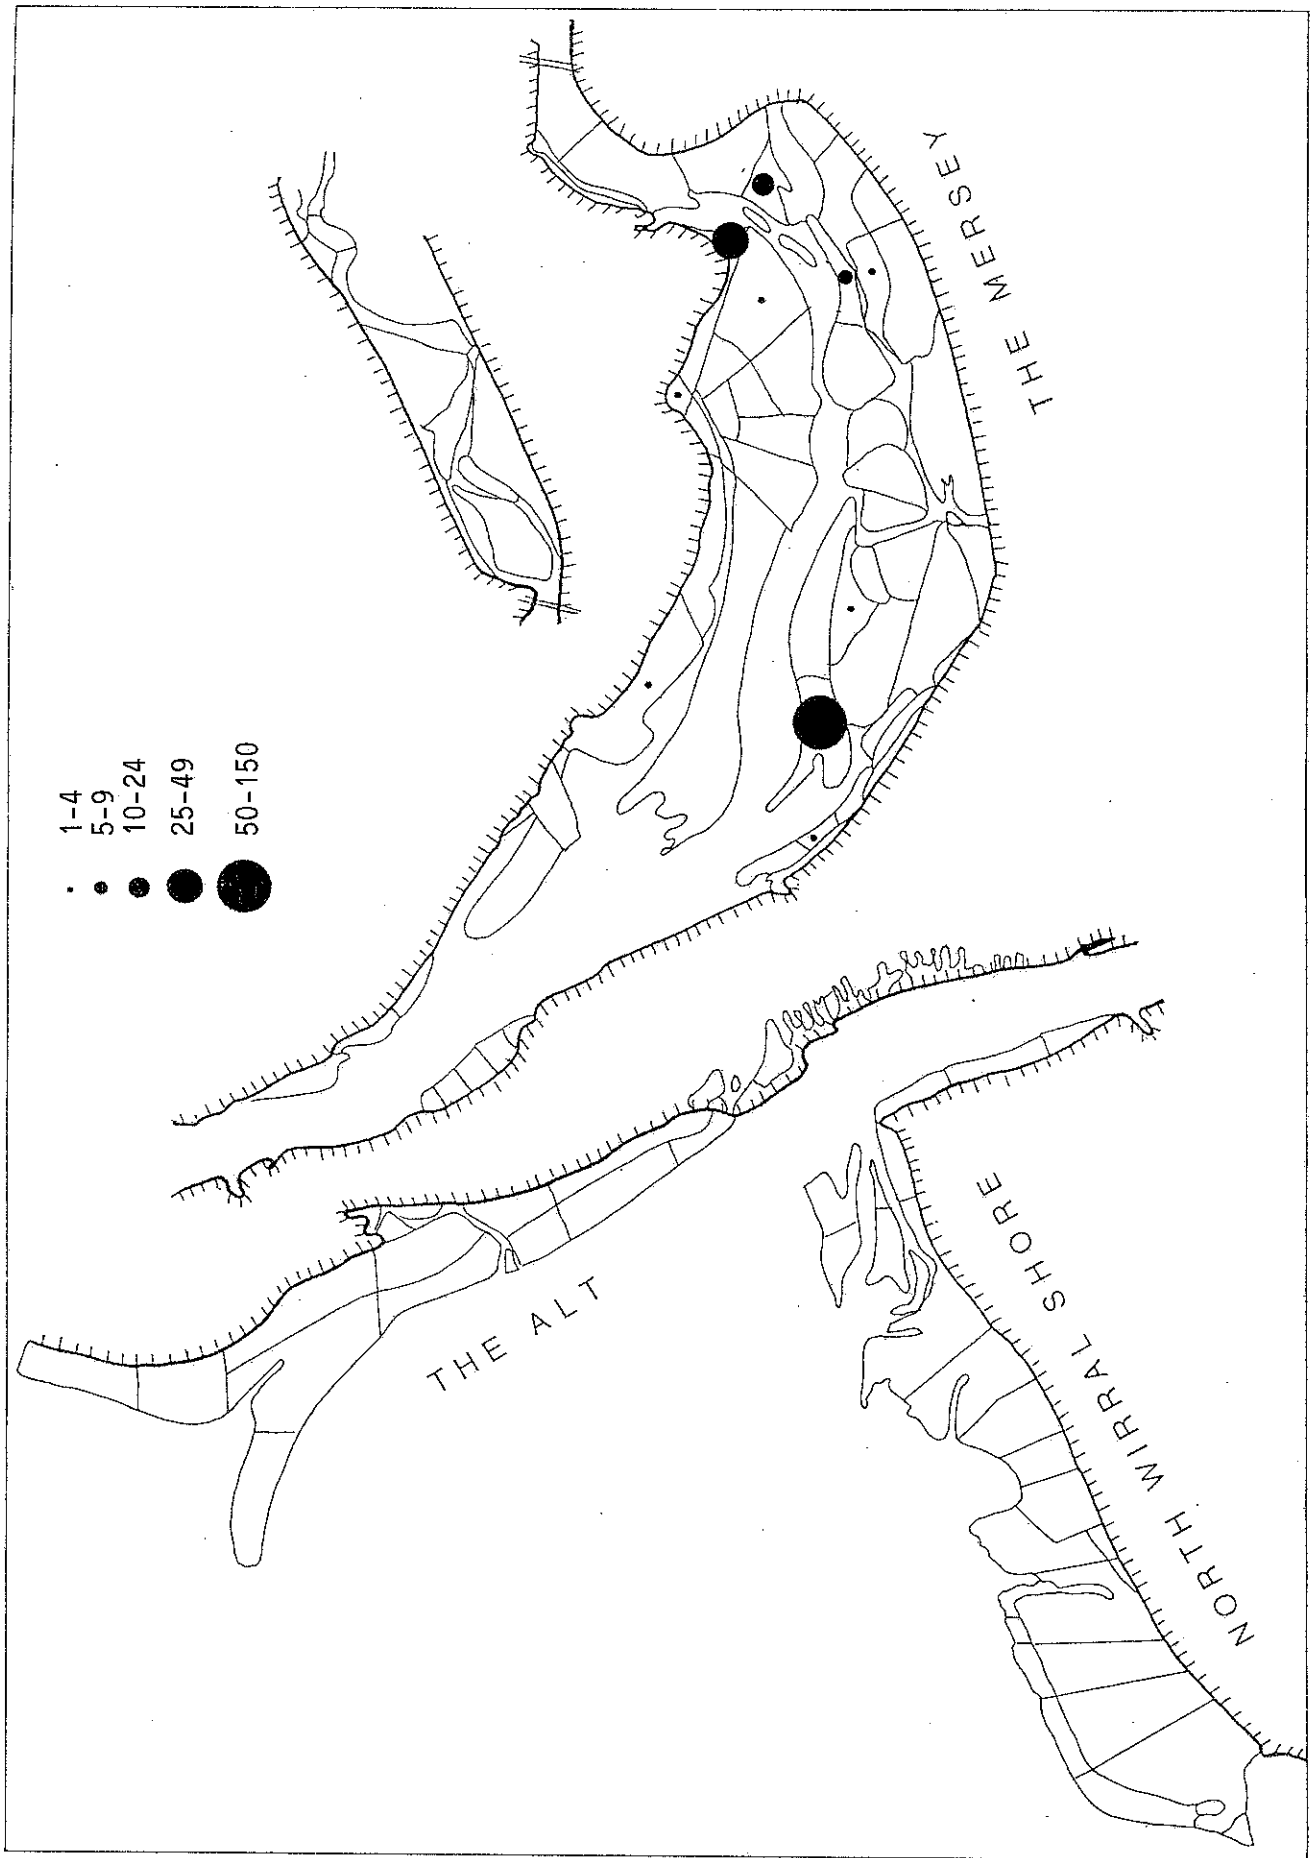 1-4
5-9
10-24
25-49
50-150
THE MERSEY
THE ALT
NORTH WIRRAL SHORE